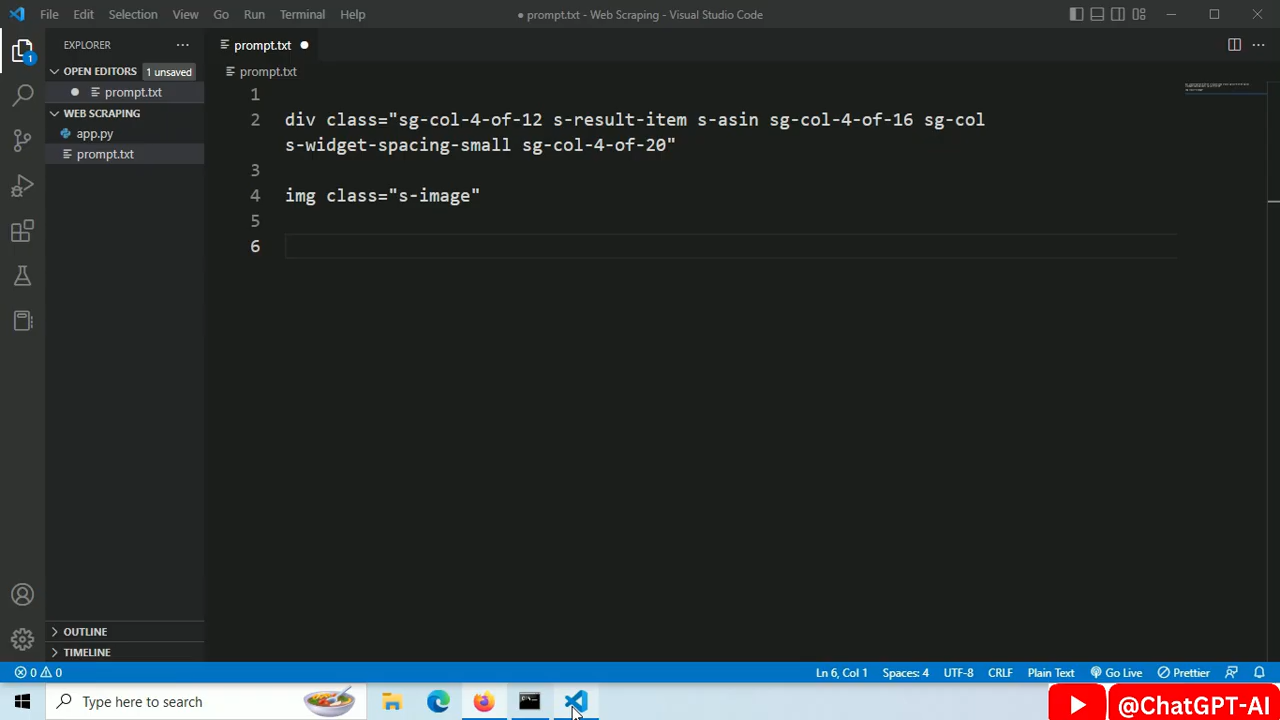 File Edit Selection View Go Run Terminal Help ● prompt.txt - Web Scraping - Visual Studio Code
EXPLORER ··· prompt.txt ●
OPEN EDITORS 1 unsaved
prompt.txt
prompt.txt
WEB SCRAPING
app.py
prompt.txt
1
1
2 div class="sg-col-4-of-12 s-result-item s-asin sg-col-4-of-16 sg-col
s-widget-spacing-small sg-col-4-of-20"
3
4 img class="s-image"
5
6
OUTLINE
TIMELINE
0 0 Ln 6, Col 1 Spaces: 4 UTF-8 CRLF Plain Text Go Live Prettier
Type here to search
@ChatGPT-AI